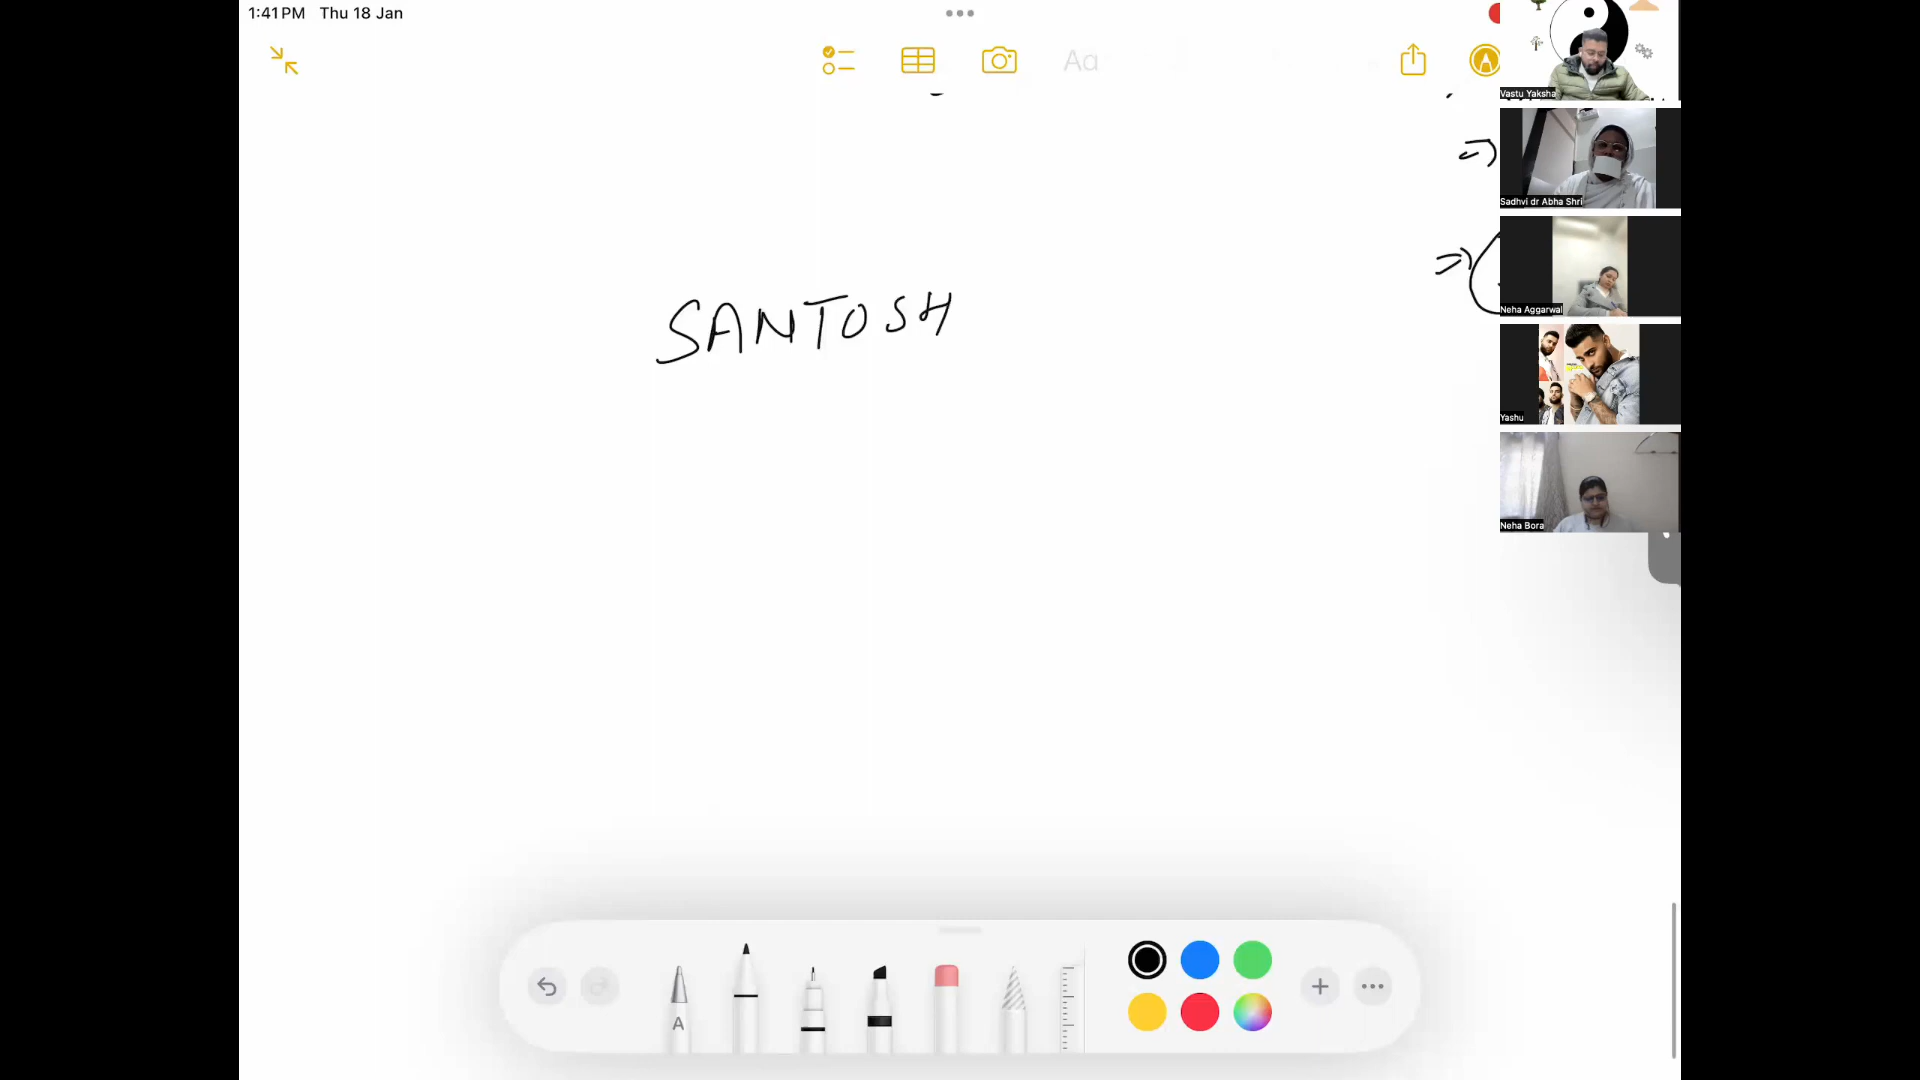 1:41 PM Thu 18 Jan
Aa
Vastu Yaksha
Sadhvi dr Abha Shri
Neha Aggarwal
SANTOSH
Yashu
Neha Bora
A